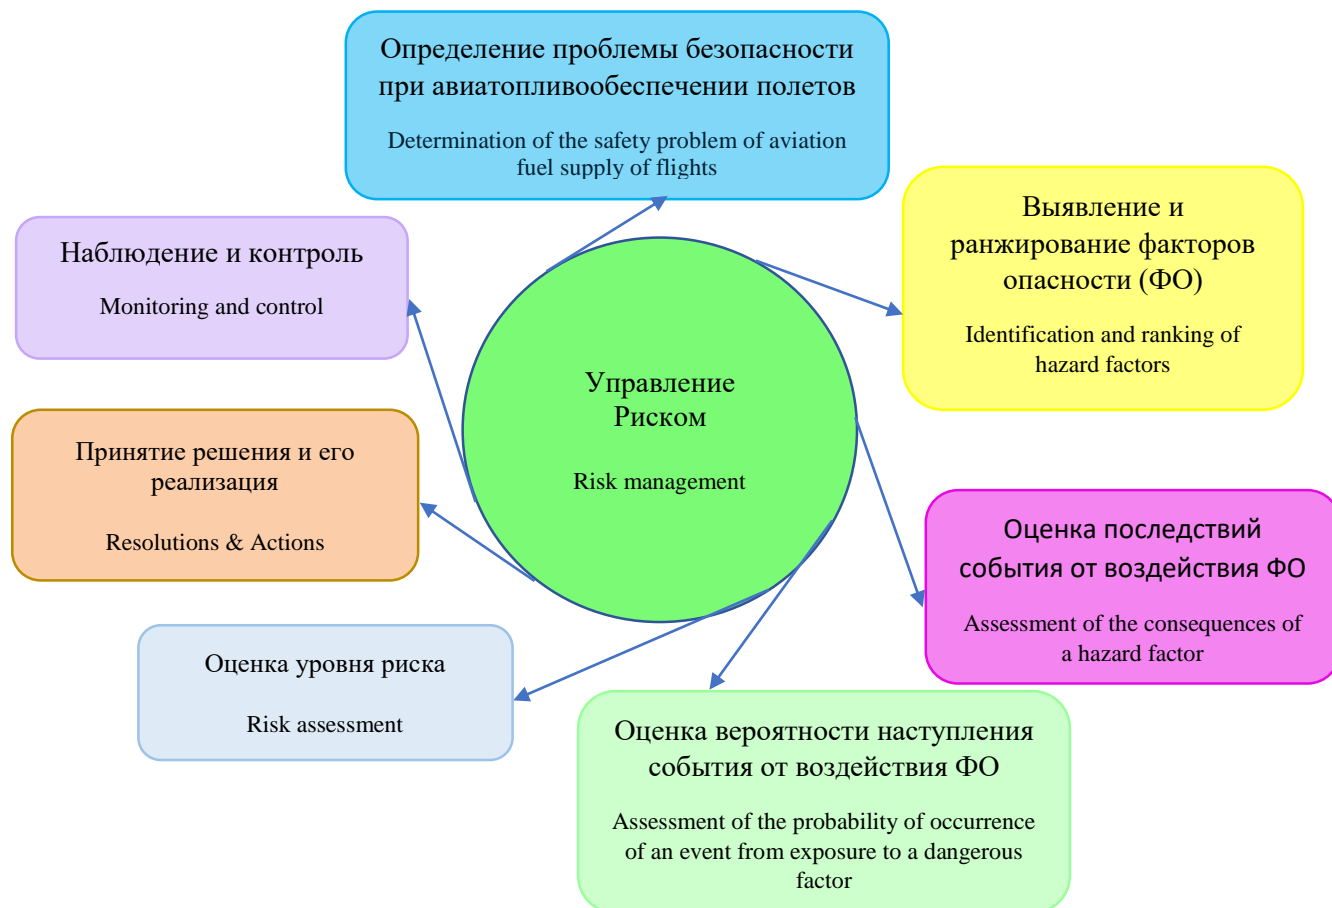 Определение проблемы безопасности
при авиатопливообеспечении полетов
Determination of the safety problem of aviation
fuel supply of flights
Выявление и
ранжирование факторов
опасности (ФО)
Identification and ranking of
hazard factors
Наблюдение и контроль
Monitoring and control
Управление
Риском
Risk management
Принятие решения и его
реализация
Resolutions & Actions
Оценка последствий
события от воздействия ФО
Assessment of the consequences of
a hazard factor
Оценка уровня риска
Risk assessment
Оценка вероятности наступления
события от воздействия ФО
Assessment of the probability of occurrence
of an event from exposure to a dangerous
factor